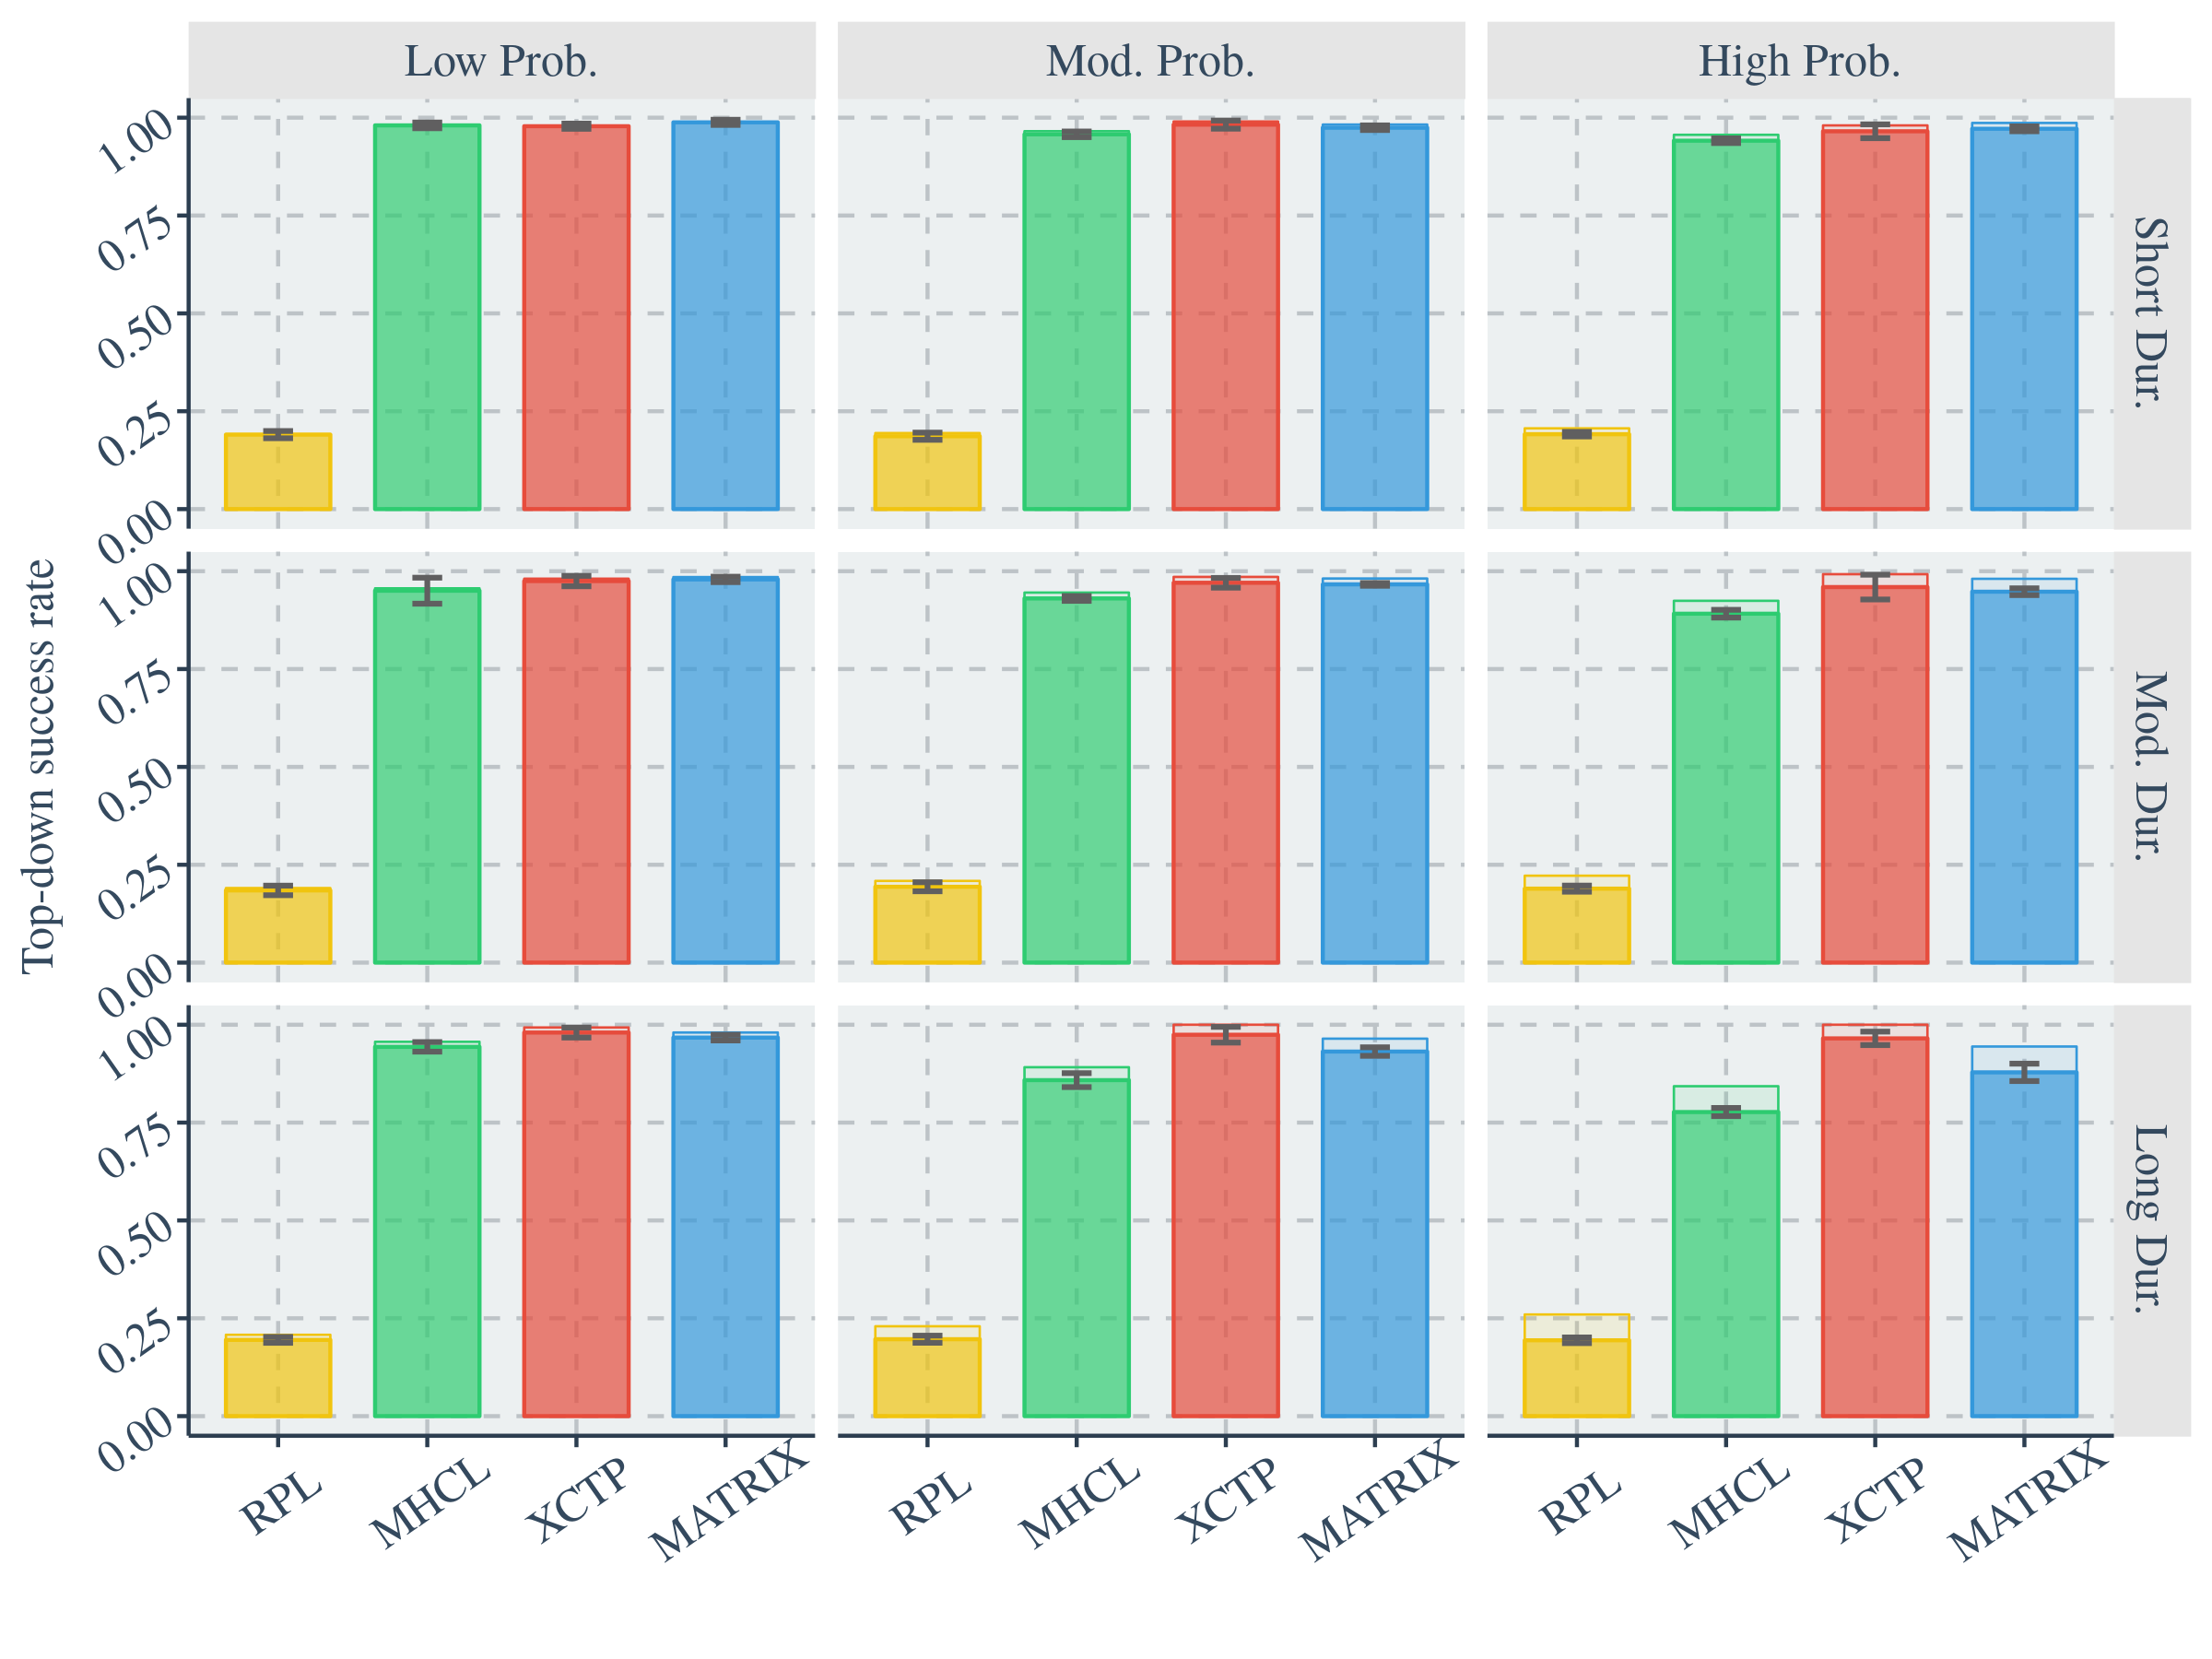 Low Prob.
Mod. Prob.
High Prob.
Top-down success rate
1.00
0.75
0.50
0.25
0.00
Short Dur.
1.00
0.75
0.50
0.25
0.00
Mod. Dur.
1.00
0.75
0.50
0.25
0.00
Long Dur.
RPL
MHCL
XCTP
MATRIX
RPL
MHCL
XCTP
MATRIX
RPL
MHCL
XCTP
MATRIX